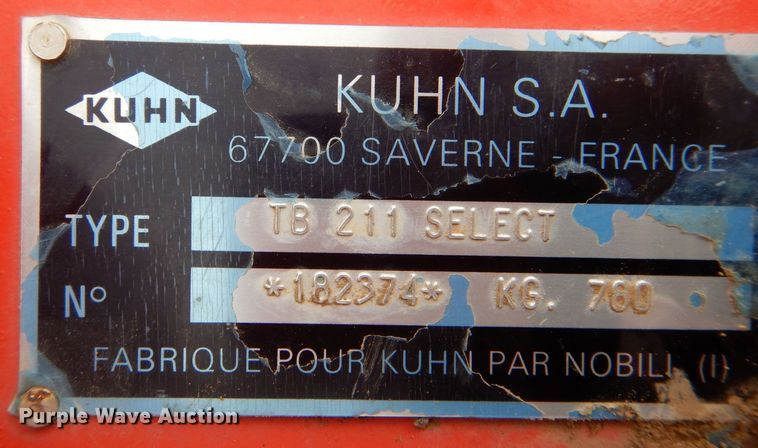 KUHN
KUHN S.A.
67700 SAVERNE - FRANCE
TYPE TB 211 SELECT
Nº *182374* KG. 760
FABRIQUE POUR KUHN PAR NOBILI (I)
Purple Wave Auction